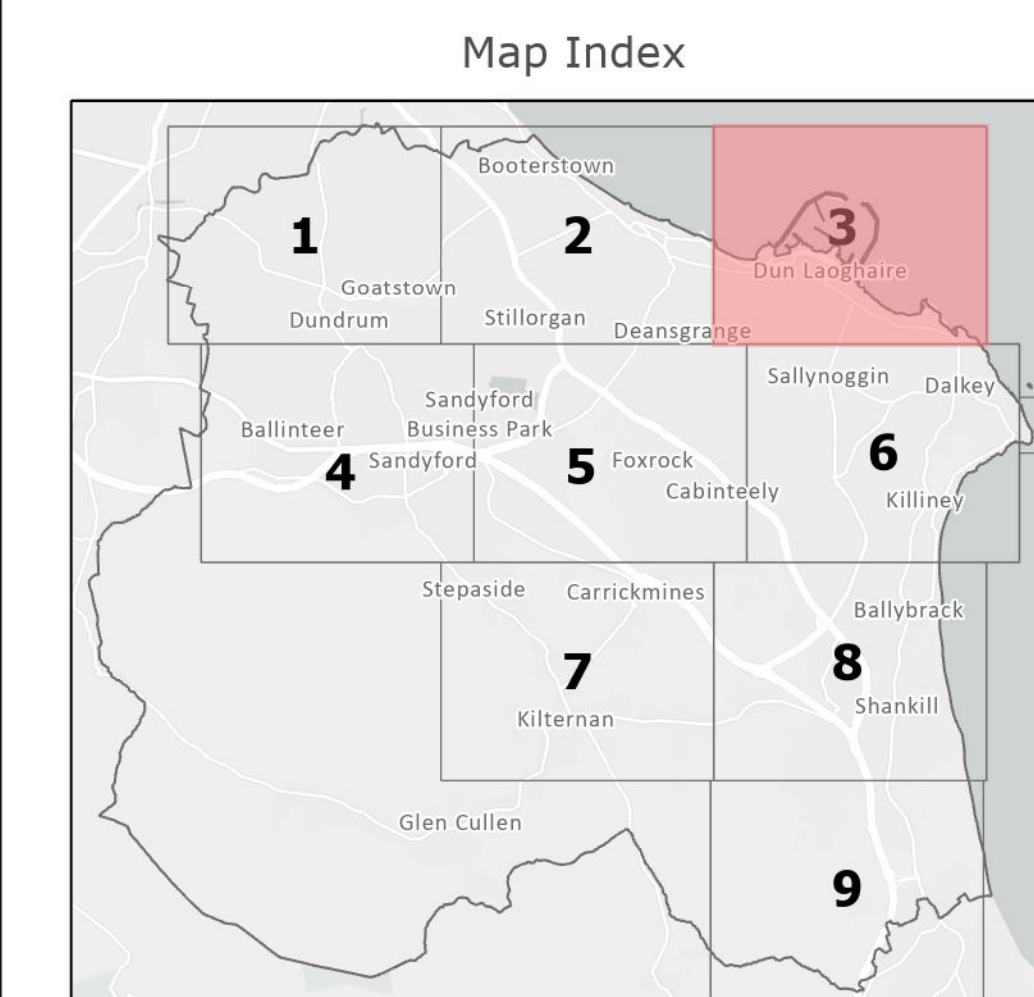 Map Index
Booterstown
1
2
3
Dun Laoghaire
Goatstown
Dundrum
Stillorgan
Deansgrange
Sallynoggin
Dalkey
Sandyford
Business Park
Ballinteer
Sandyford
4
5
Foxrock
6
Cabinteely
Killiney
Stepaside
Carrickmines
Ballybrack
7
8
Shankill
Kilternan
Glen Cullen
9